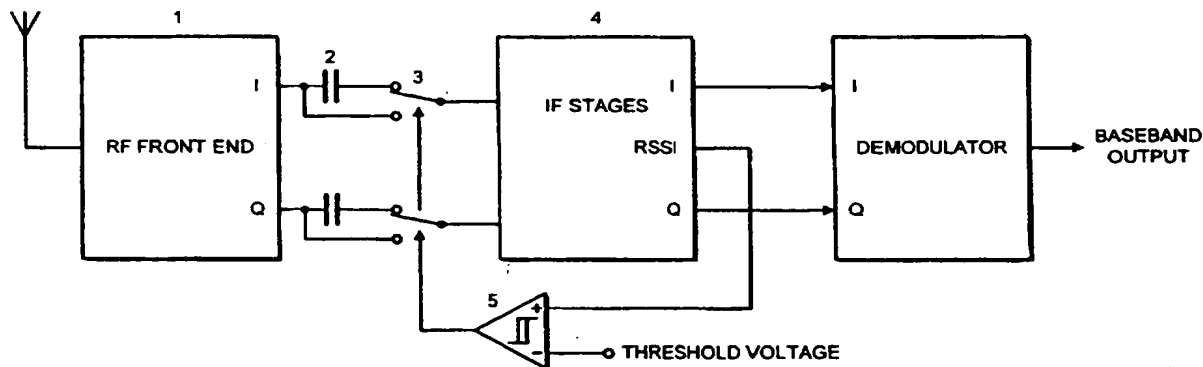 1
2
3
4
I
RF FRONT END
Q
IF STAGES
I
RSSI
Q
I
DEMODULATOR
Q
BASEBAND
OUTPUT
5
+
-
THRESHOLD VOLTAGE